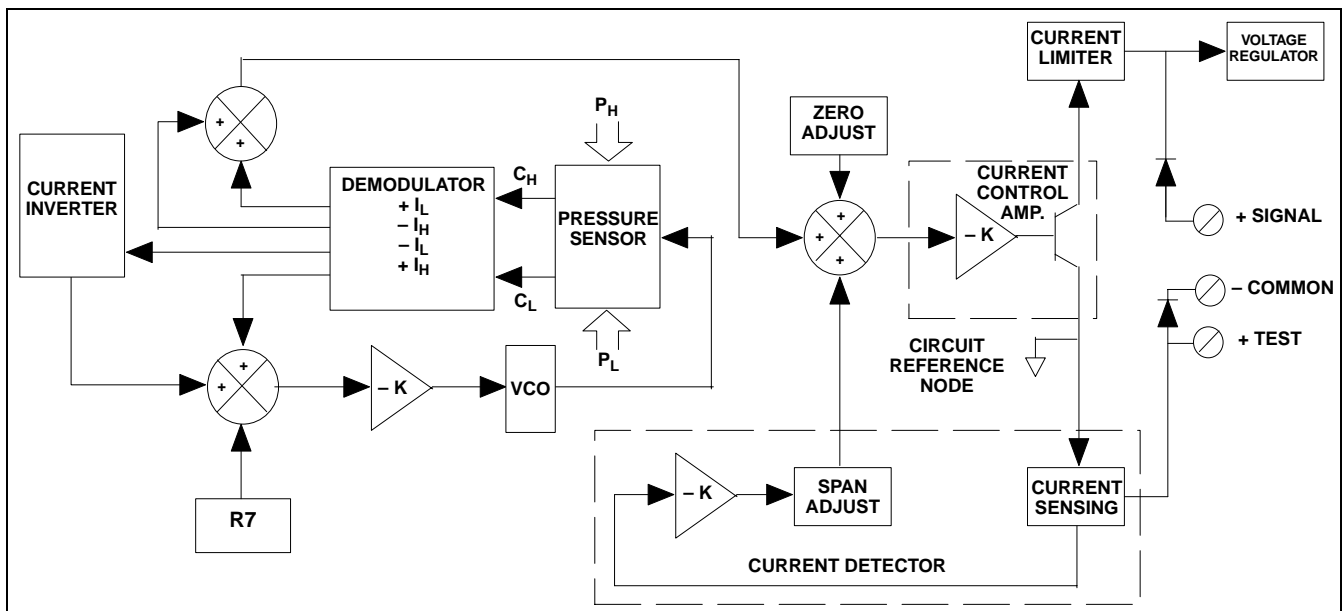 CURRENT
LIMITER
VOLTAGE
REGULATOR
+
+
P_H
ZERO
ADJUST
CURRENT
INVERTER
DEMODULATOR
+ I_L
– I_H
– I_L
+ I_H
C_H
C_L
PRESSURE
SENSOR
P_L
+
+
+
CURRENT
CONTROL
AMP.
– K
+ SIGNAL
– COMMON
+ TEST
CIRCUIT
REFERENCE
NODE
+
+
+
– K
VCO
R7
– K
SPAN
ADJUST
CURRENT
SENSING
CURRENT DETECTOR